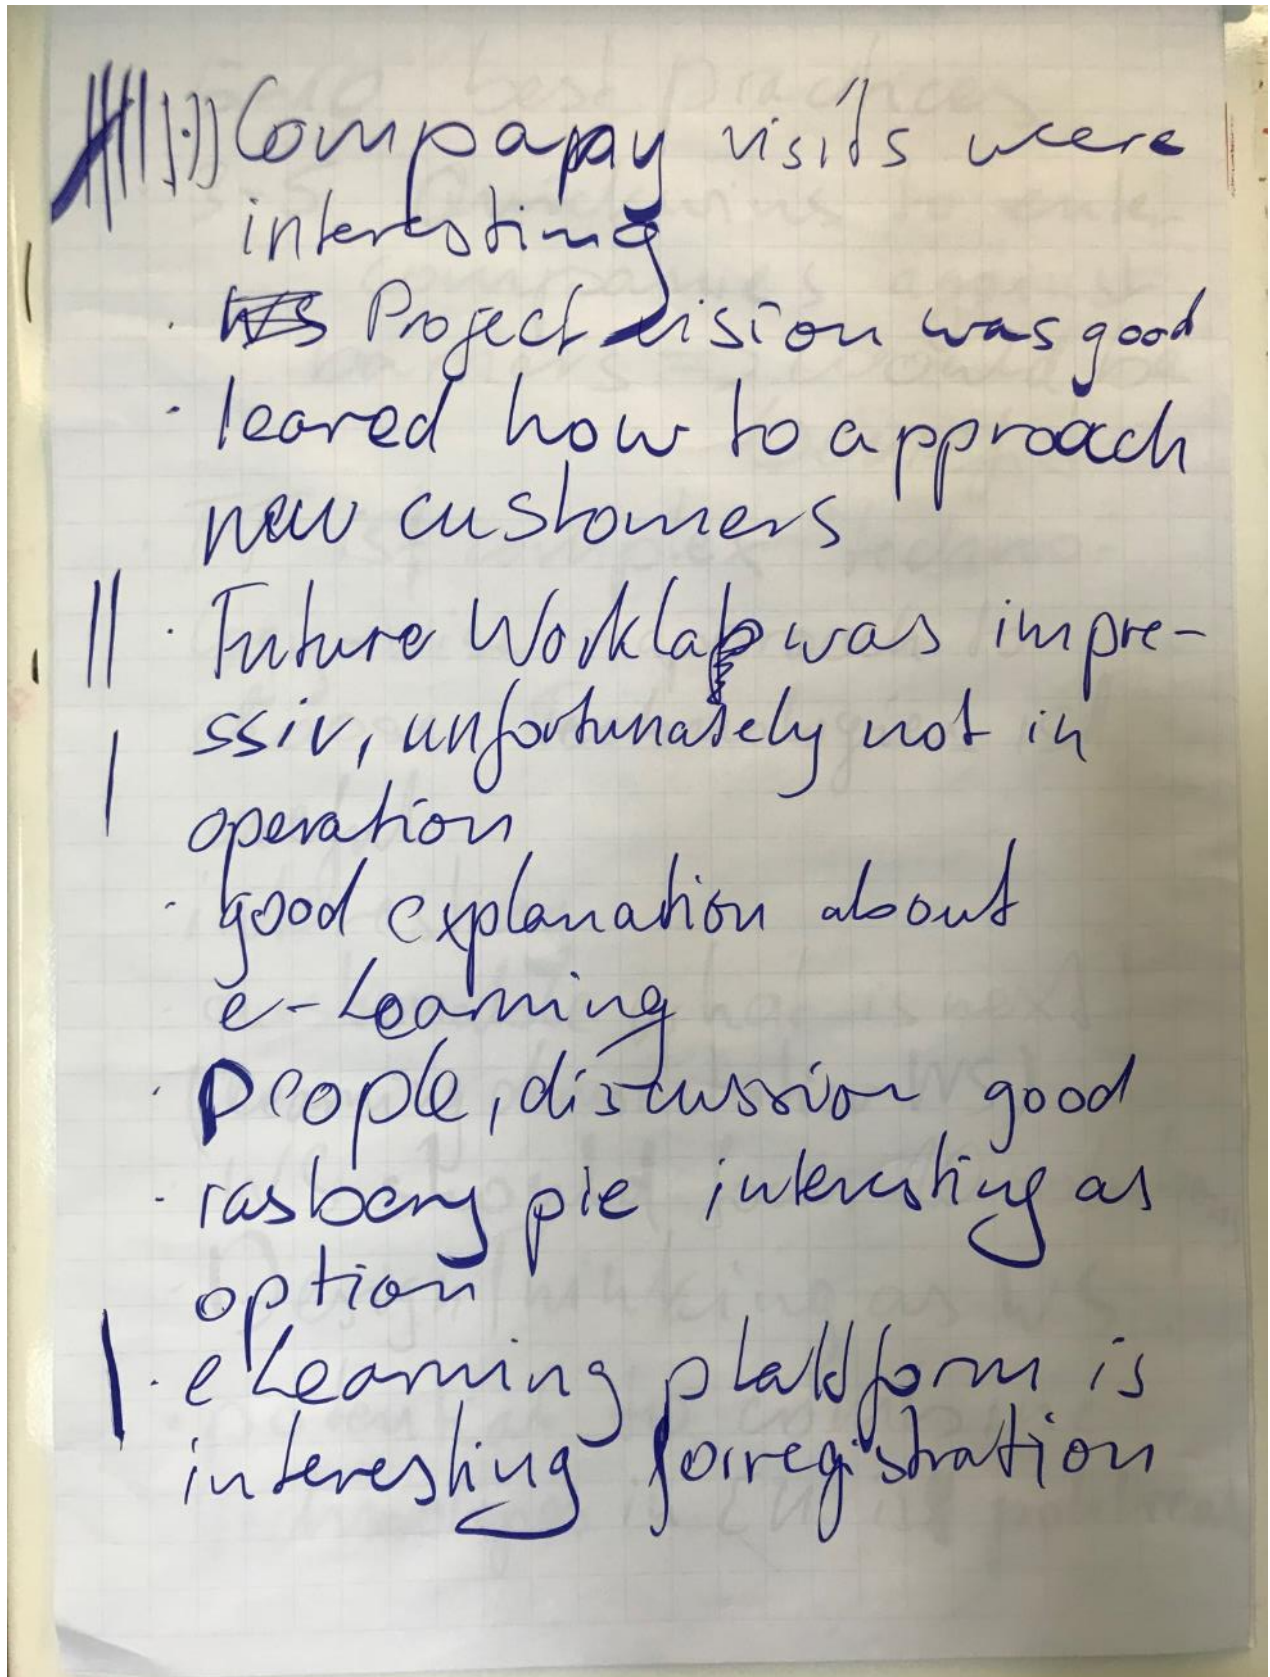 Company visits were
interesting
· Project vision was good
· leared how to approach
new customers
· Future Worklab was impre-
ssiv, unfortunately not in
operation
· good explanation about
e-Learning
· People, discussion good
· rasbery pie interesting as
option
· eLearning plattform is
interesting for registration